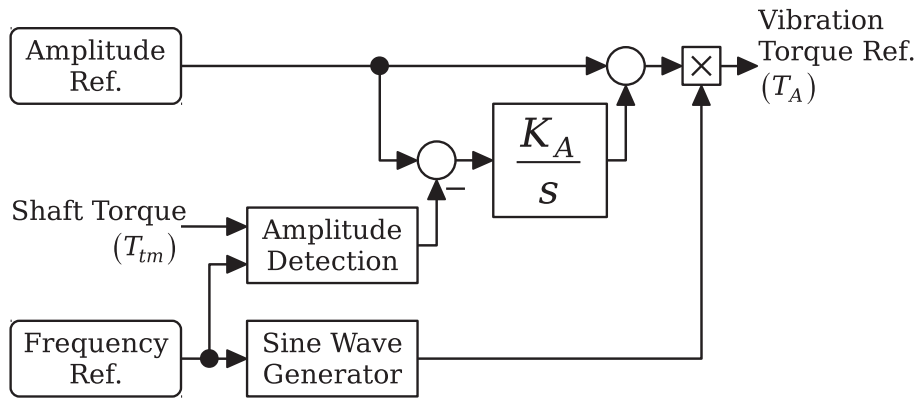 Amplitude
Ref.
Vibration
Torque Ref.
(T_A)
K_A
s
−
Shaft Torque
(T_tm)
Amplitude
Detection
Frequency
Ref.
Sine Wave
Generator
×